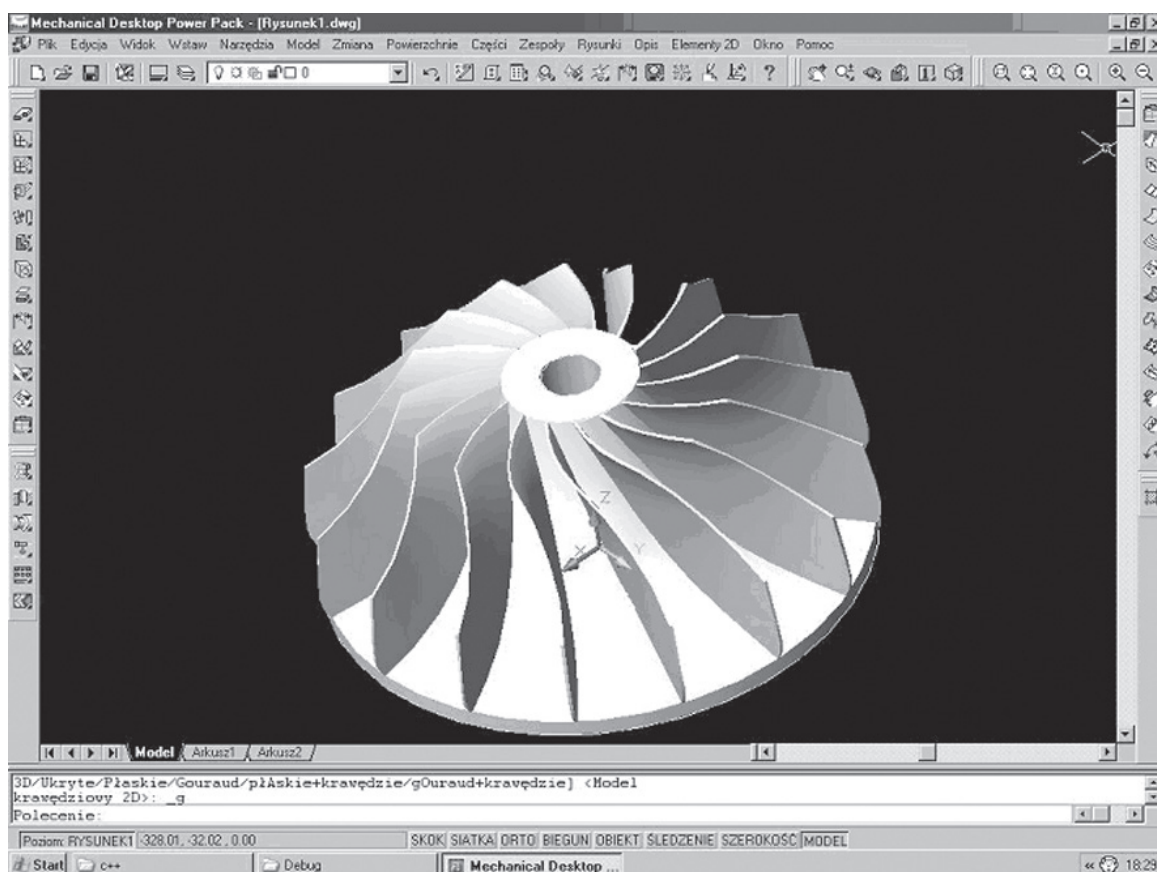 Mechanical Desktop Power Pack - [Rysunek1.dwg]
Plik Edycja Widok Wstaw Narzędzia Model Zmiana Powierzchnie Części Zespoły Rysunki Opis Elementy 2D Okno Pomoc
0
Z
X Y
Model Arkusz1 Arkusz2
3D/Ukryte/Płaskie/Gouraud/płAskie+krawędzie/gOuraud+krawędzie] <Model
krawędziowy 2D>: _g
Polecenie:
Poziom: RYSUNEK1 -328.01, -32.02 , 0.00 SKOK SIATKA ORTO BIEGUN OBIEKT ŚLEDZENIE SZEROKOŚĆ MODEL
Start c++ Debug Mechanical Desktop ... « 18:29